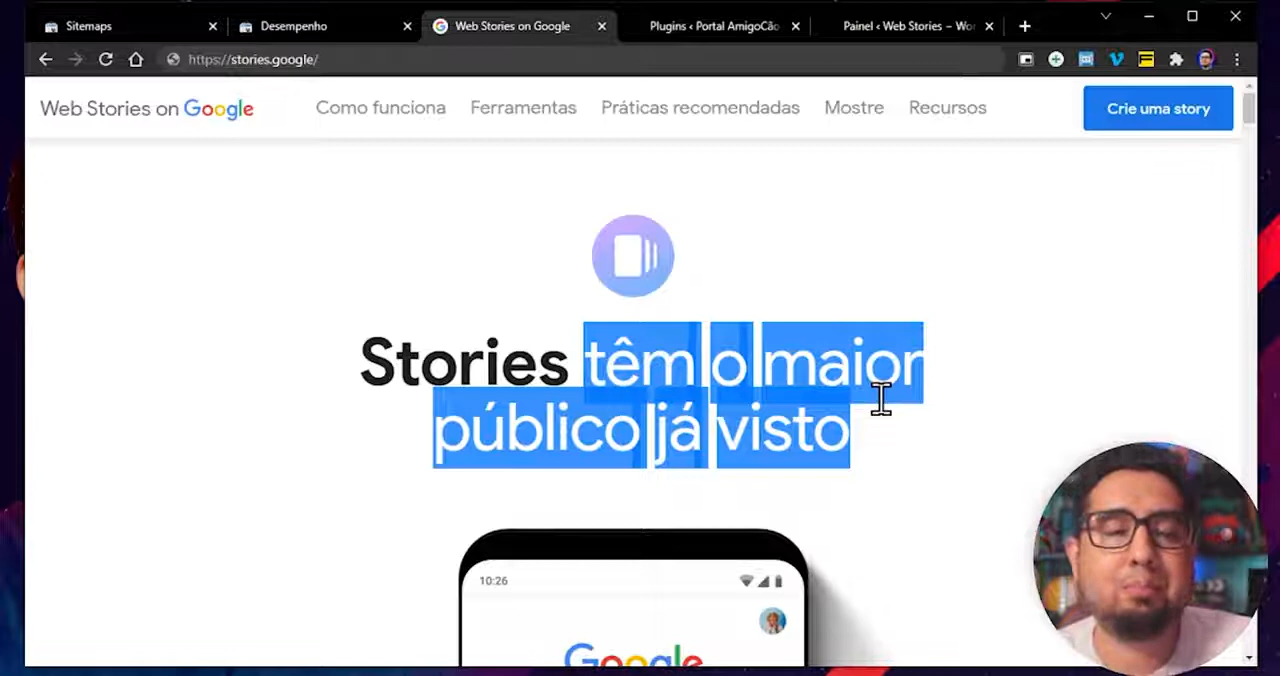 Sitemaps
Desempenho
Web Stories on Google
Plugins ‹ Portal AmigoCão
Painel ‹ Web Stories – Wor
https://stories.google/
Web Stories on Google
Como funciona
Ferramentas
Práticas recomendadas
Mostre
Recursos
Crie uma story
Stories têm o maior
público já visto
10:26
Google